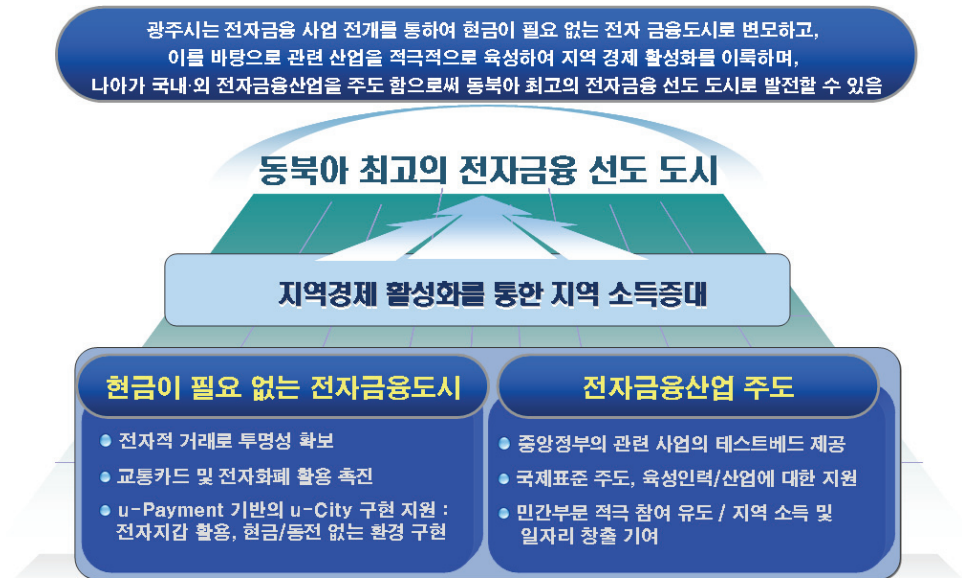 광주시는 전자금융 사업 전개를 통하여 현금이 필요 없는 전자 금융도시로 변모하고,
이를 바탕으로 관련 산업을 적극적으로 육성하여 지역 경제 활성화를 이룩하며,
나아가 국내·외 전자금융산업을 주도 함으로써 동북아 최고의 전자금융 선도 도시로 발전할 수 있음
동북아 최고의 전자금융 선도 도시
지역경제 활성화를 통한 지역 소득증대
현금이 필요 없는 전자금융도시
전자적 거래로 투명성 확보
교통카드 및 전자화폐 활용 촉진
u-Payment 기반의 u-City 구현 지원 :
전자지갑 활용, 현금/동전 없는 환경 구현
전자금융산업 주도
중앙정부의 관련 사업의 테스트베드 제공
국제표준 주도, 육성인력/산업에 대한 지원
민간부문 적극 참여 유도 / 지역 소득 및
일자리 창출 기여